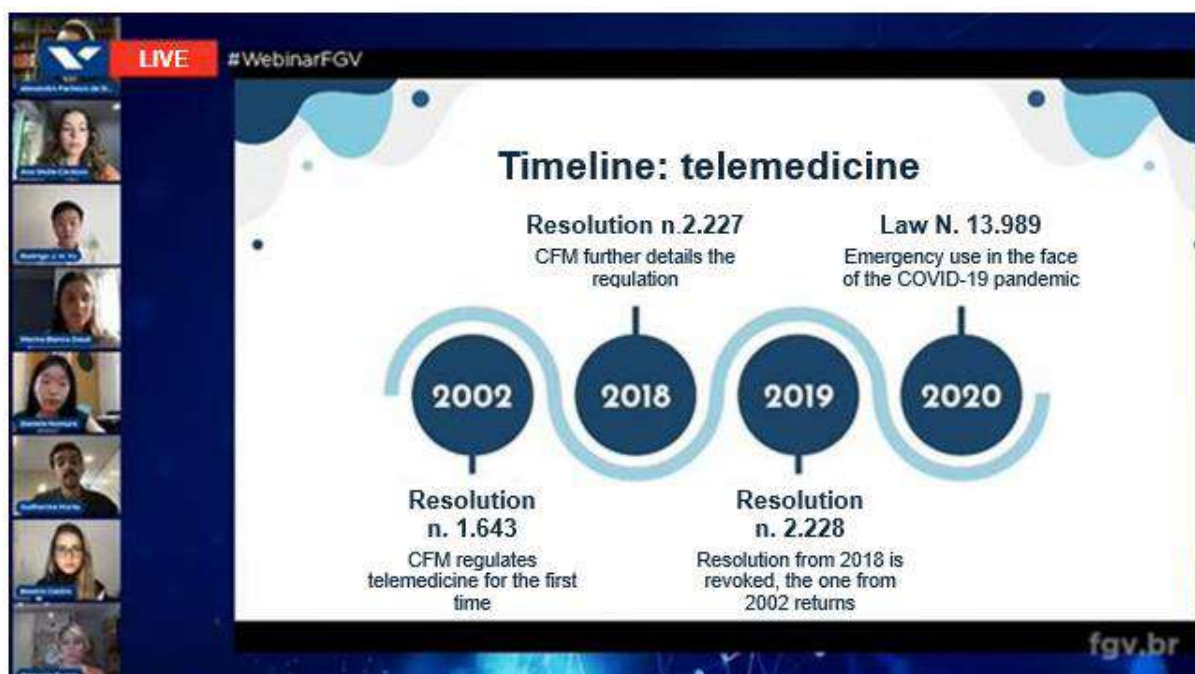 LIVE
#WebinarFGV
Timeline: telemedicine
Resolution n.2.227
CFM further details the
regulation
Law N. 13.989
Emergency use in the face
of the COVID-19 pandemic
2002
2018
2019
2020
Resolution
n. 1.643
CFM regulates
telemedicine for the first
time
Resolution
n. 2.228
Resolution from 2018 is
revoked, the one from
2002 returns
fgv.br